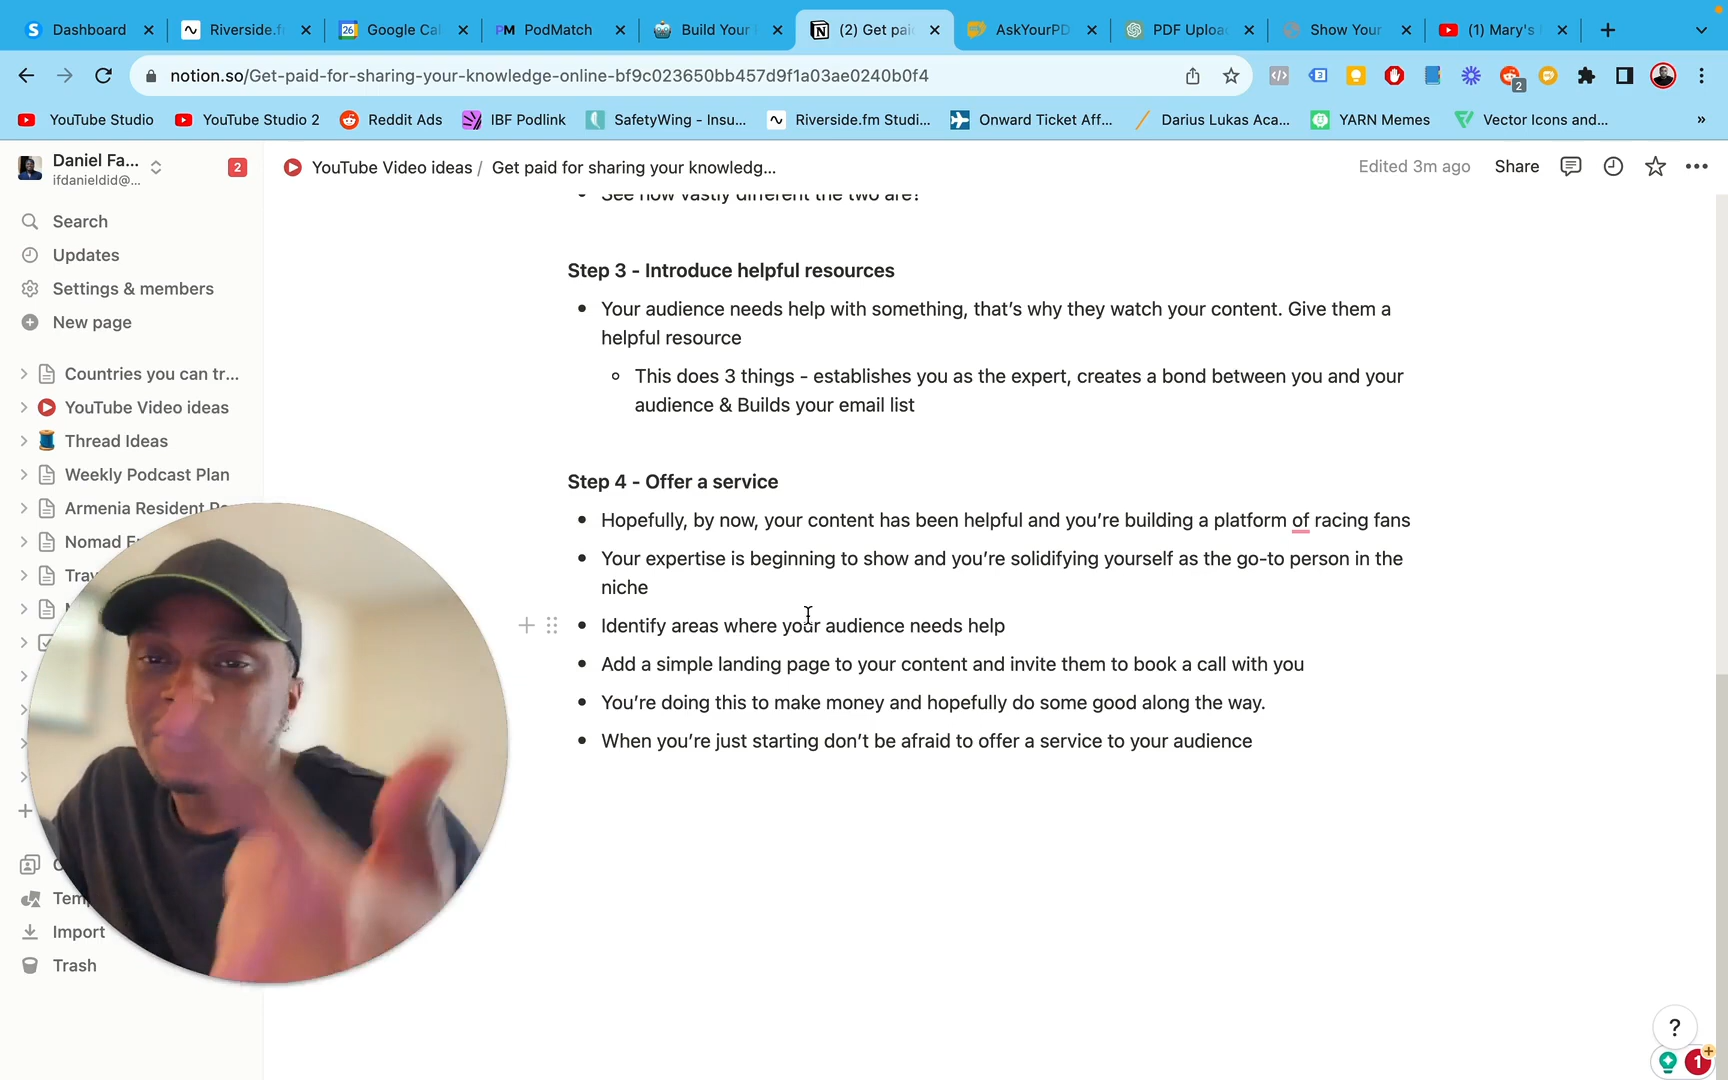 Dashboard
Riverside.f
Google Cal
PM PodMatch
Build Your
(2) Get pai
AskYourPD
PDF Uploa
Show Your
(1) Mary's
notion.so/Get-paid-for-sharing-your-knowledge-online-bf9c023650bb457d9f1a03ae0240b0f4
YouTube Studio
YouTube Studio 2
Reddit Ads
IBF Podlink
SafetyWing - Insu...
Riverside.fm Studi...
Onward Ticket Aff...
Darius Lukas Aca...
YARN Memes
Vector Icons and...
»
Daniel Fa...
ifdanieldid@...
2
YouTube Video ideas / Get paid for sharing your knowledg...
Edited 3m ago
Share
Search
Updates
Settings & members
New page
Countries you can tr...
YouTube Video ideas
Thread Ideas
Weekly Podcast Plan
Armenia Resident
Nomad
Import
Trash
See how vastly different the two are?
Step 3 - Introduce helpful resources
Your audience needs help with something, that's why they watch your content. Give them a
helpful resource
This does 3 things - establishes you as the expert, creates a bond between you and your
audience & Builds your email list
Step 4 - Offer a service
Hopefully, by now, your content has been helpful and you're building a platform of racing fans
Your expertise is beginning to show and you're solidifying yourself as the go-to person in the
niche
Identify areas where your audience needs help
Add a simple landing page to your content and invite them to book a call with you
You're doing this to make money and hopefully do some good along the way.
When you're just starting don't be afraid to offer a service to your audience
?
1